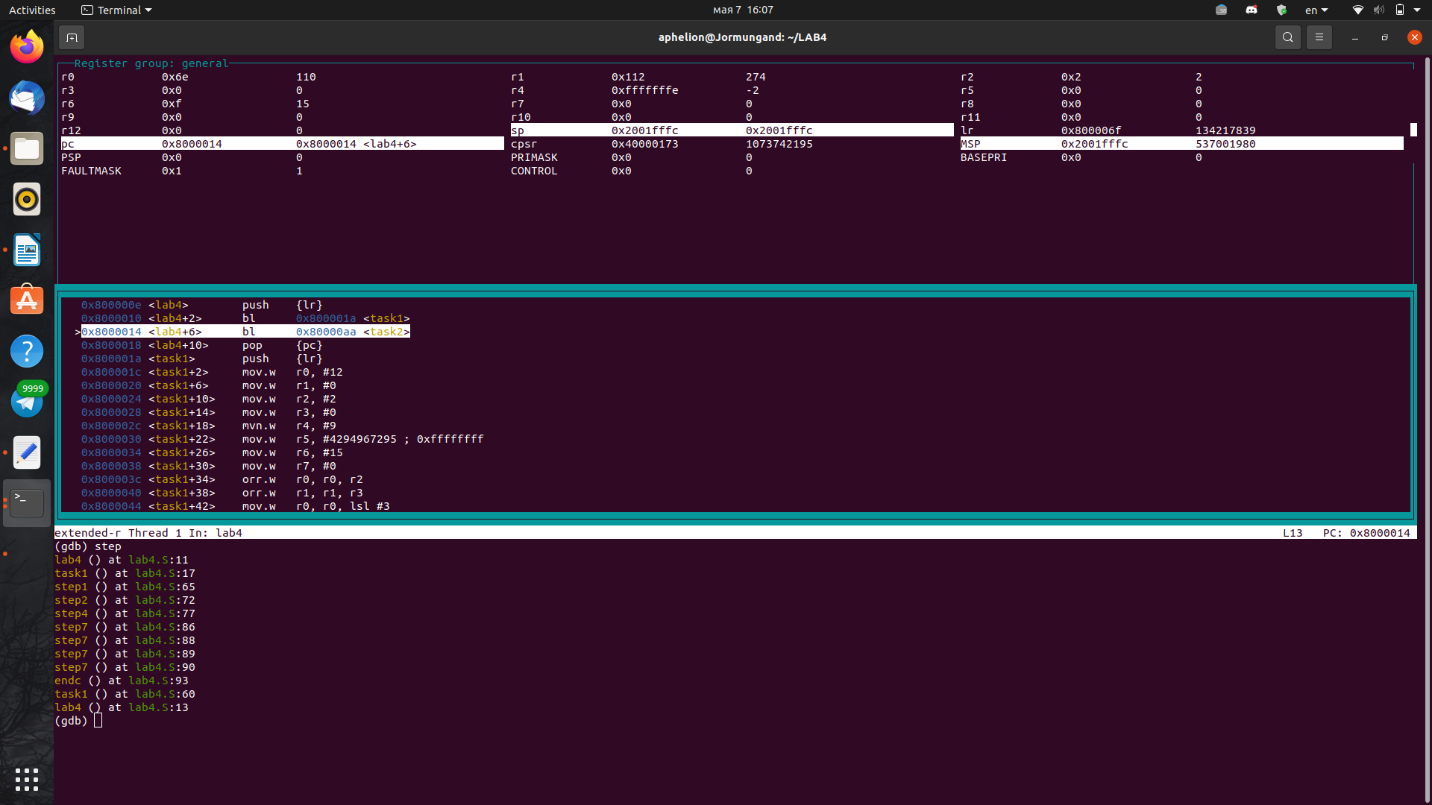 Activities Terminal мая 7 16:07 en
aphelion@Jormungand: ~/LAB4
Register group: general
r0 0x6e 110 r1 0x112 274 r2 0x2 2
r3 0x0 0 r4 0xfffffffe -2 r5 0x0 0
r6 0xf 15 r7 0x0 0 r8 0x0 0
r9 0x0 0 r10 0x0 0 r11 0x0 0
r12 0x0 0 sp 0x2001fffc 0x2001fffc lr 0x800006f 134217839
pc 0x8000014 0x8000014 <lab4+6> cpsr 0x40000173 1073742195 MSP 0x2001fffc 537001980
PSP 0x0 0 PRIMASK 0x0 0 BASEPRI 0x0 0
FAULTMASK 0x1 1 CONTROL 0x0 0
0x800000e <lab4> push {lr}
0x8000010 <lab4+2> bl 0x800001a <task1>
>0x8000014 <lab4+6> bl 0x80000aa <task2>
0x8000018 <lab4+10> pop {pc}
0x800001a <task1> push {lr}
0x800001c <task1+2> mov.w r0, #12
0x8000020 <task1+6> mov.w r1, #0
0x8000024 <task1+10> mov.w r2, #2
0x8000028 <task1+14> mov.w r3, #0
0x800002c <task1+18> mvn.w r4, #9
0x8000030 <task1+22> mov.w r5, #4294967295 ; 0xffffffff
0x8000034 <task1+26> mov.w r6, #15
0x8000038 <task1+30> mov.w r7, #0
0x800003c <task1+34> orr.w r0, r0, r2
0x8000040 <task1+38> orr.w r1, r1, r3
0x8000044 <task1+42> mov.w r0, r0, lsl #3
extended-r Thread 1 In: lab4 L13 PC: 0x8000014
(gdb) step
lab4 () at lab4.S:11
task1 () at lab4.S:17
step1 () at lab4.S:65
step2 () at lab4.S:72
step4 () at lab4.S:77
step7 () at lab4.S:86
step7 () at lab4.S:88
step7 () at lab4.S:89
step7 () at lab4.S:90
endc () at lab4.S:93
task1 () at lab4.S:60
lab4 () at lab4.S:13
(gdb)
9999